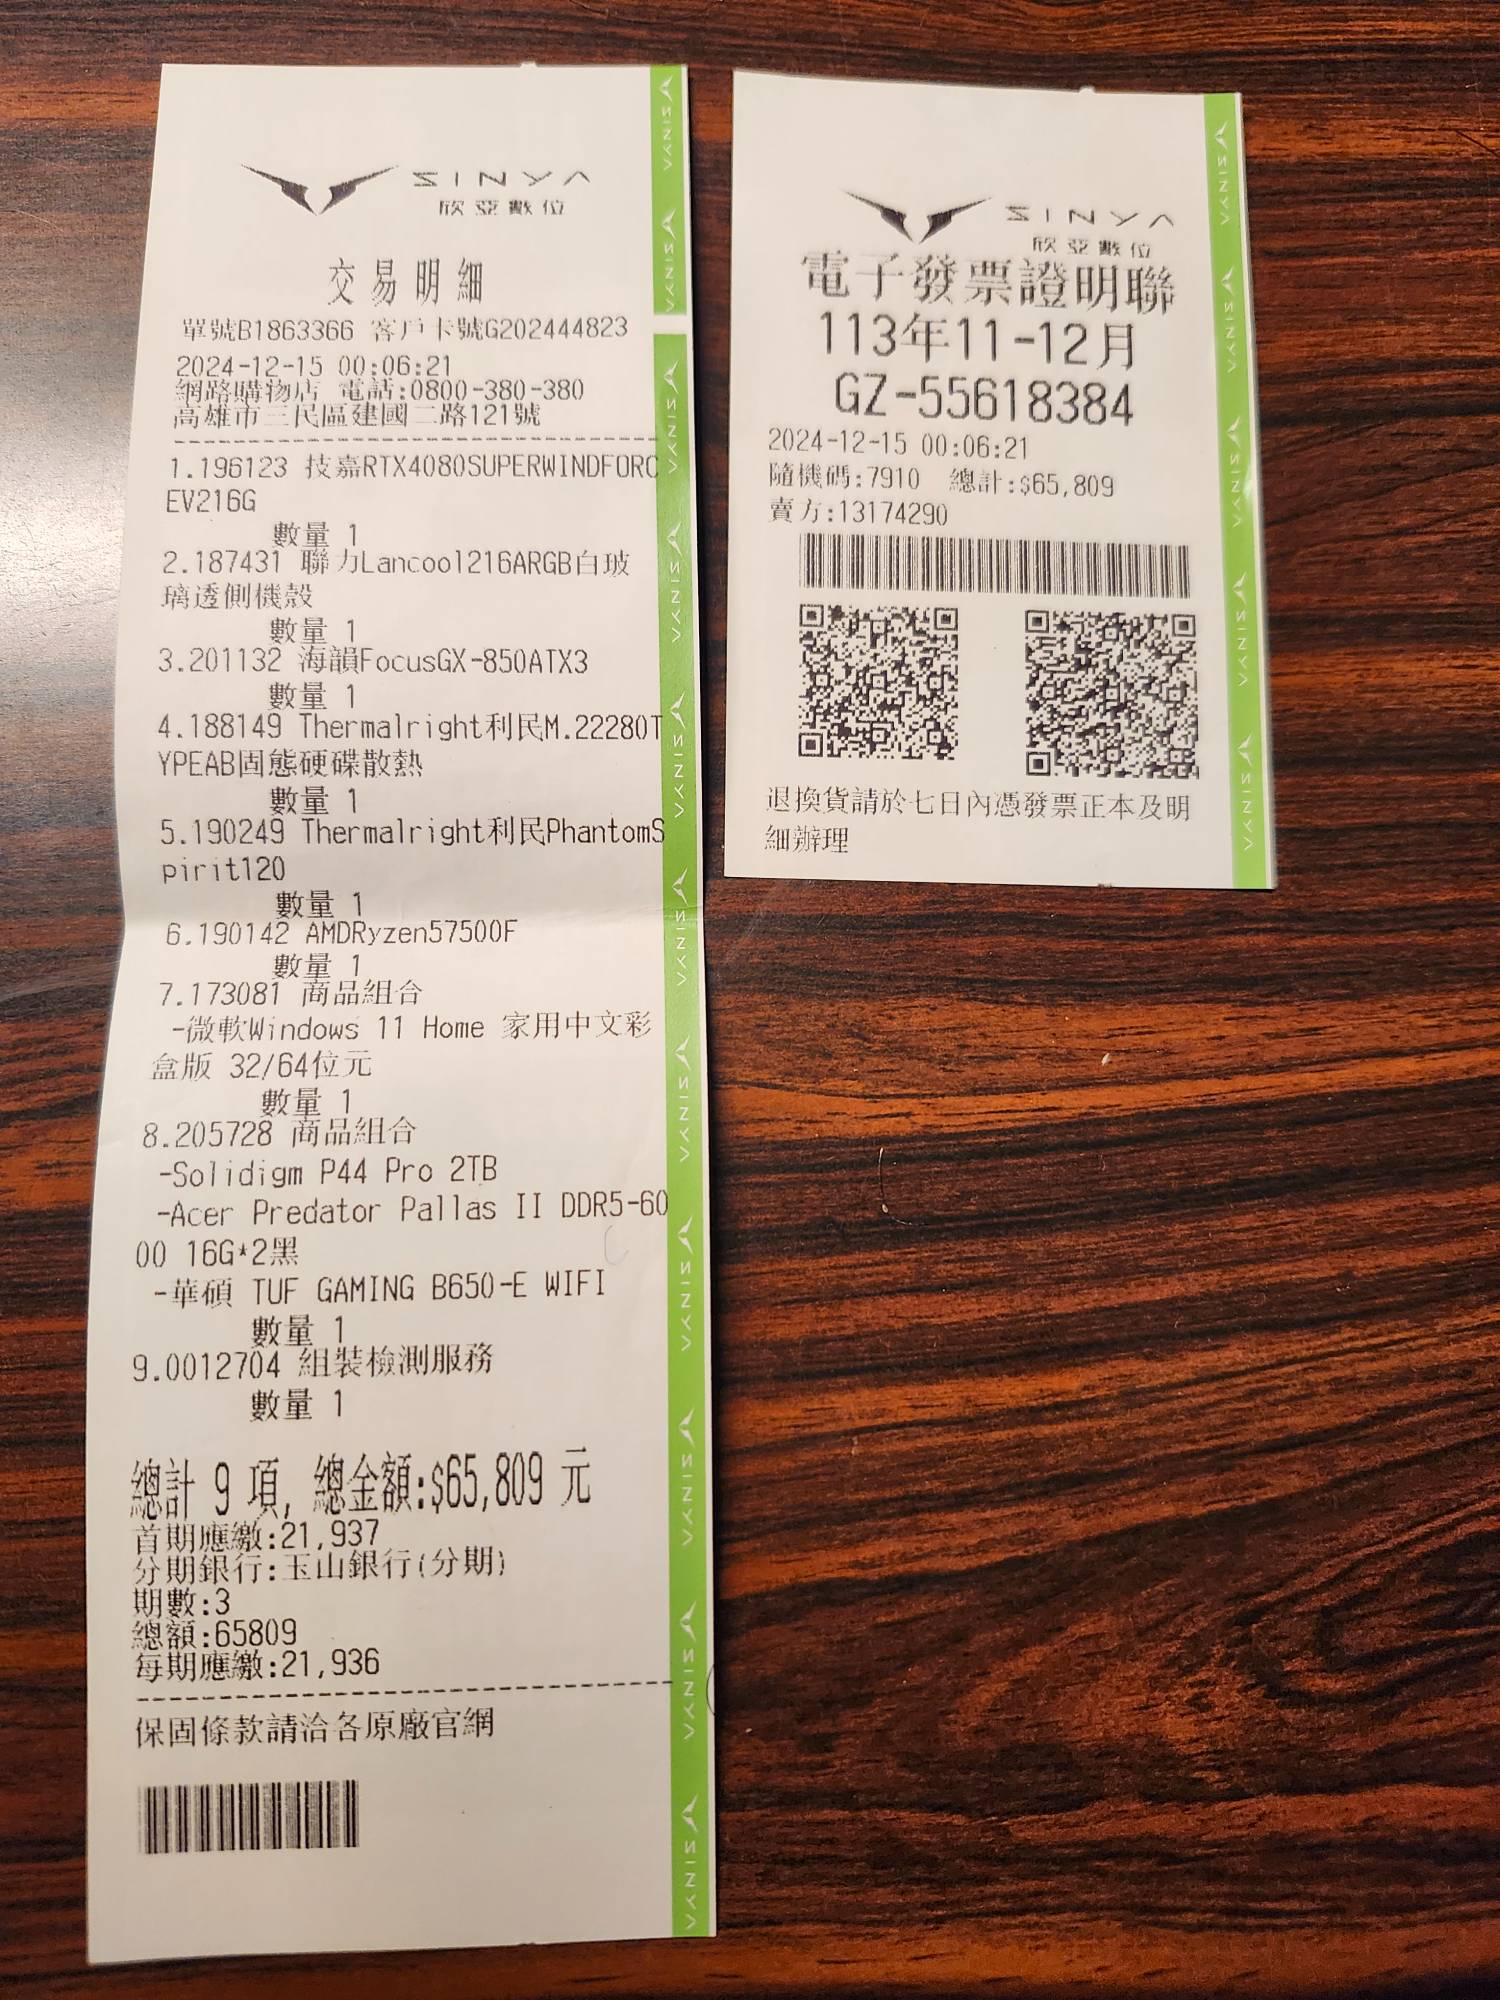 SINYA
欣亞數位
交易明細
單號B1863366 客戶卡號G202444823
2024-12-15 00:06:21
網路購物店 電話:0800-380-380
高雄市三民區建國二路121號
1.196123 技嘉RTX4080SUPERWINDFORC
EV216G
數量 1
2.187431 聯力Lancool216ARGB白玻
璃透側機殼
數量 1
3.201132 海韻FocusGX-850ATX3
數量 1
4.188149 Thermalright利民M.22280T
YPEAB固態硬碟散熱
數量 1
5.190249 Thermalright利民PhantomS
pirit120
數量 1
6.190142 AMDRyzen57500F
數量 1
7.173081 商品組合
-微軟Windows 11 Home 家用中文彩
盒版 32/64位元
數量 1
8.205728 商品組合
-Solidigm P44 Pro 2TB
-Acer Predator Pallas II DDR5-60
00 16G*2黑
-華碩 TUF GAMING B650-E WIFI
數量 1
9.0012704 組裝檢測服務
數量 1
總計 9 項, 總金額:$65,809 元
首期應繳:21,937
分期銀行:玉山銀行(分期)
期數:3
總額:65809
每期應繳:21,936
保固條款請洽各原廠官網
SINYA
欣亞數位
電子發票證明聯
113年11-12月
GZ-55618384
2024-12-15 00:06:21
隨機碼:7910 總計:$65,809
賣方:13174290
退換貨請於七日內憑發票正本及明
細辦理